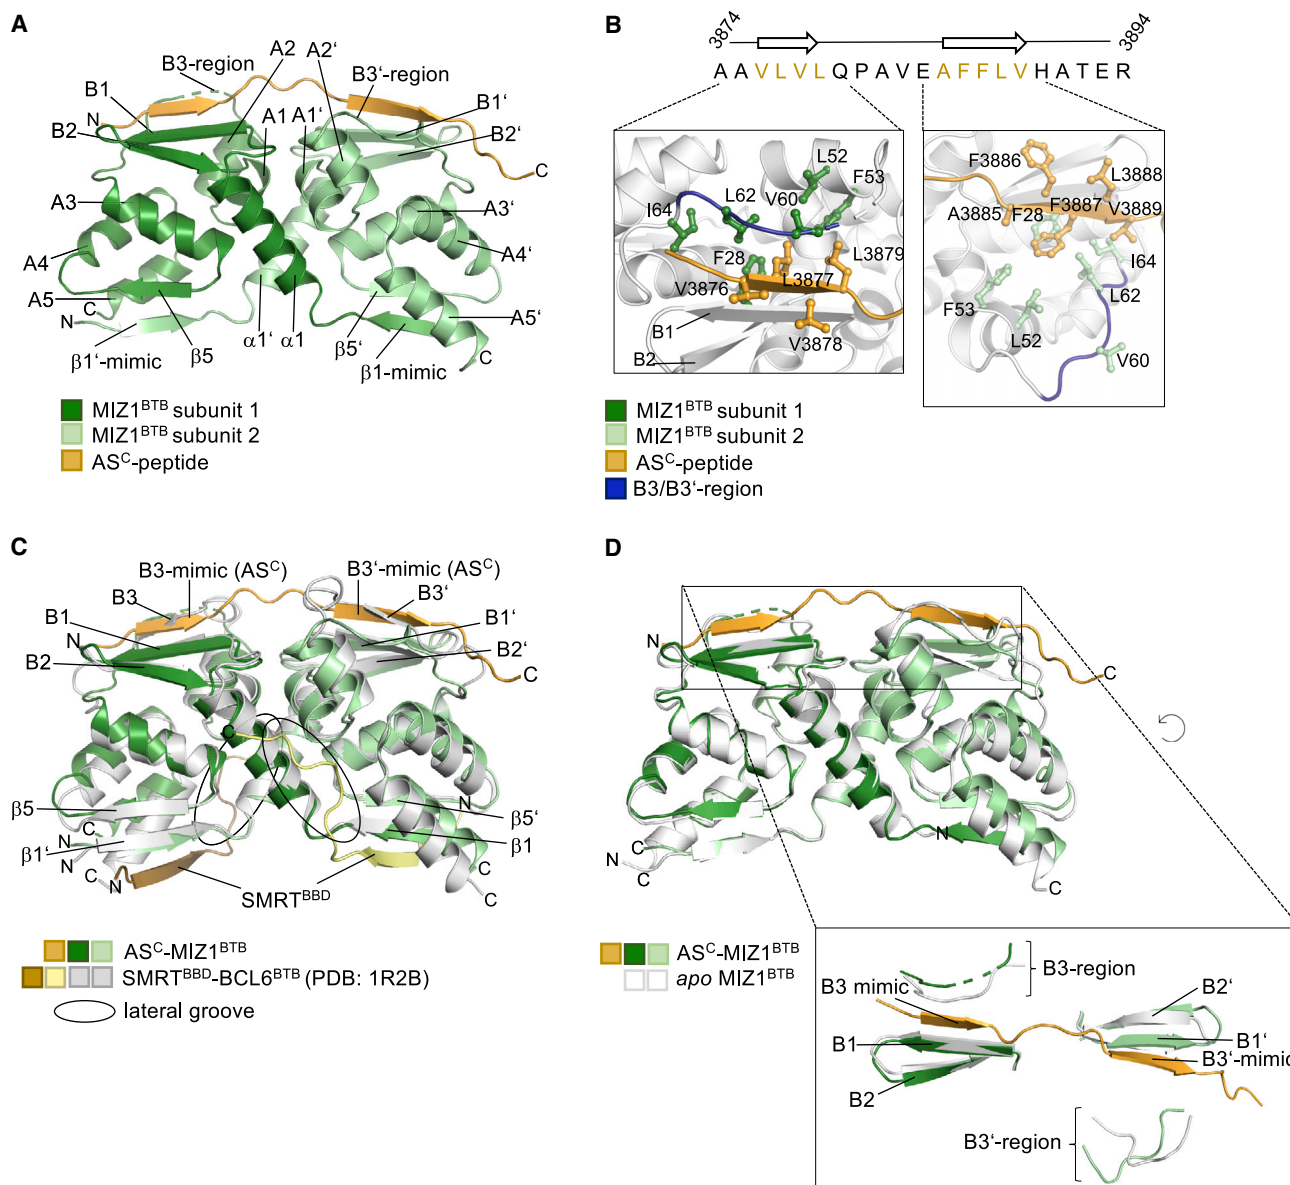 A
B3-region
A2
A2‘
B3‘-region
B1
N
B2
A1
A1‘
B1‘
B2‘
C
A3
A3‘
A4
A4‘
A5
C
N
A5‘
C
β1‘-mimic
β5
α1‘
α1
β5‘
β1-mimic
MIZ1BTB subunit 1
MIZ1BTB subunit 2
ASC-peptide
B
3874
3894
A A V L V L Q P A V E A F F L V H A T E R
L52
F53
L62
V60
I64
F28
L3879
L3877
V3876
B1
V3878
B2
F3886
L3888
F3887
V3889
A3885
F28
I64
L62
F53
L52
V60
MIZ1BTB subunit 1
MIZ1BTB subunit 2
ASC-peptide
B3/B3‘-region
C
B3-mimic (ASC)
B3‘-mimic (ASC)
B3
B3‘
B1
N
B1‘
B2
B2‘
C
C
β5
N
β5‘
C
β1‘
β1
N
C
N
C
C
SMRTBBD
ASC-MIZ1BTB
SMRTBBD-BCL6BTB (PDB: 1R2B)
lateral groove
D
N
C
N
C
C
ASC-MIZ1BTB
apo MIZ1BTB
B3-region
B3 mimic
B2‘
B1
B1‘
B3‘-mimic
B2
B3‘-region